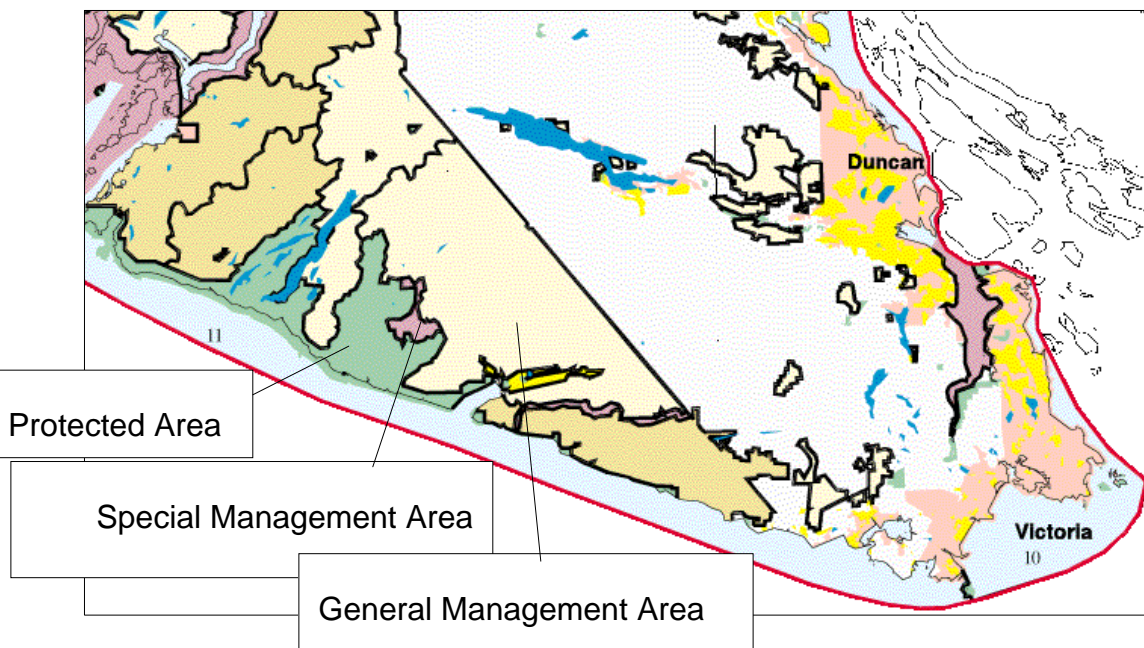 Duncan
11
Protected Area
Special Management Area
Victoria
10
General Management Area